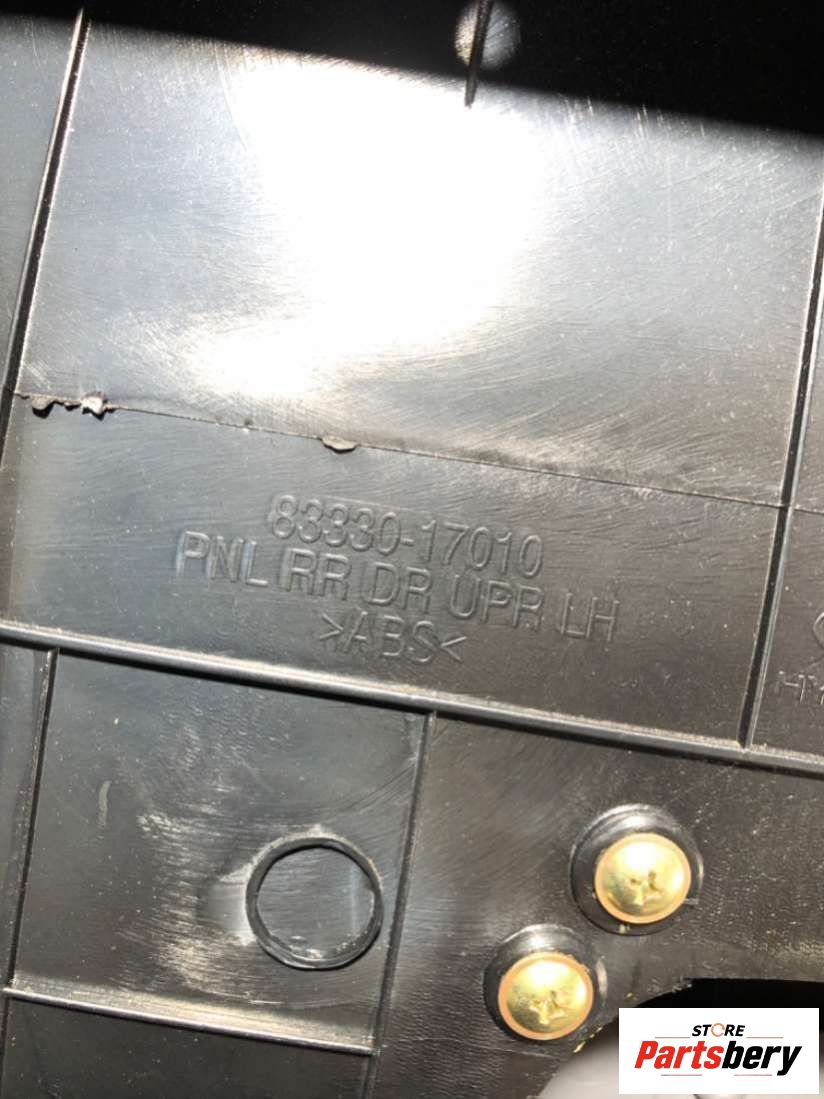 83330-17010
PNL RR DR UPR LH
>ABS<
STORE
Partsbery